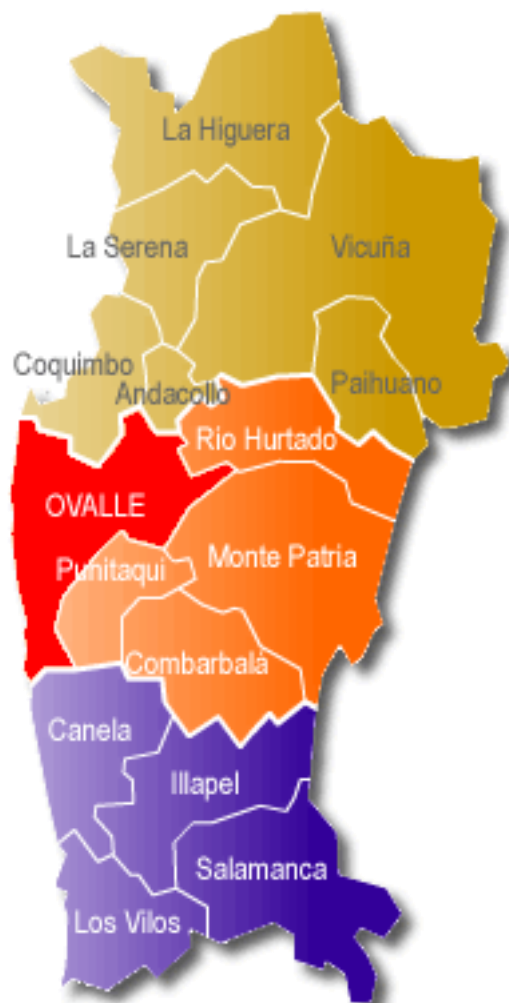 La Higuera
La Serena
Vicuña
Coquimbo
Andacollo
Paihuano
Rio Hurtado
OVALLE
Monte Patria
Punitaqui
Combarbalá
Canela
Illapel
Salamanca
Los Vilos